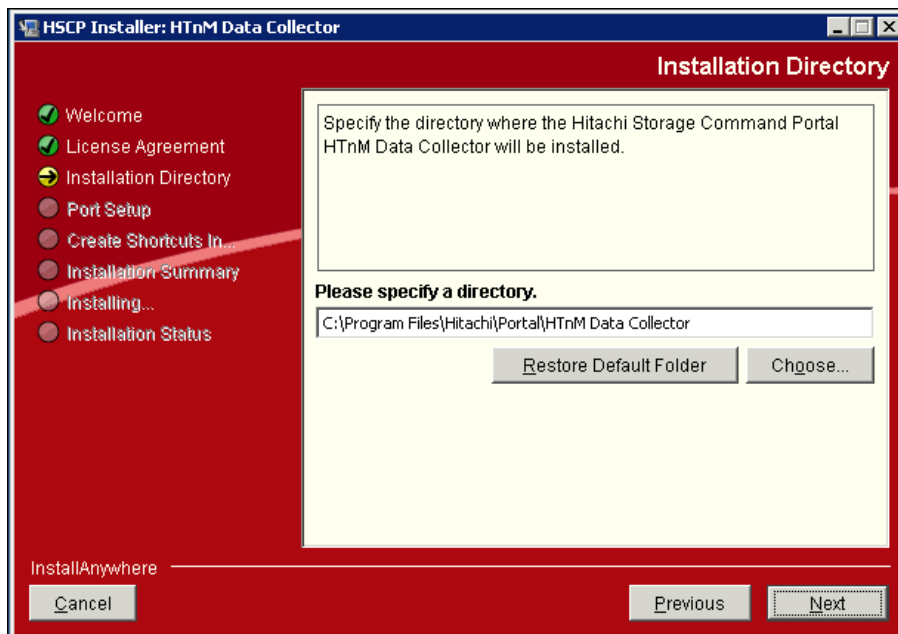 HSCP Installer: HTnM Data Collector
Installation Directory
Welcome
License Agreement
Installation Directory
Port Setup
Create Shortcuts In...
Installation Summary
Installing...
Installation Status
Specify the directory where the Hitachi Storage Command Portal
HTnM Data Collector will be installed.
Please specify a directory.
C:\Program Files\Hitachi\Portal\HTnM Data Collector
Restore Default Folder
Choose...
InstallAnywhere
Cancel
Previous
Next